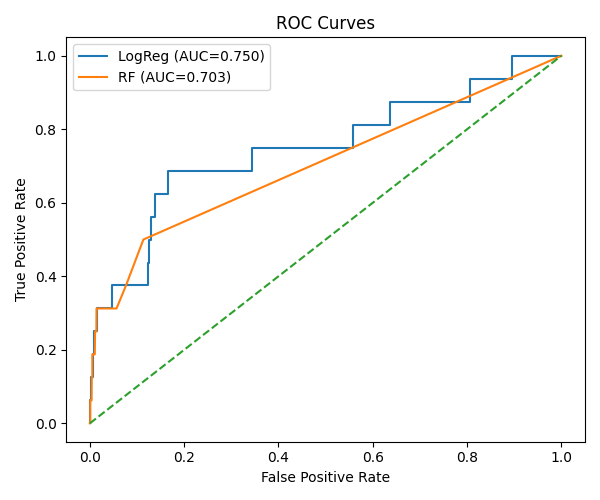 ROC Curves
LogReg (AUC=0.750)
RF (AUC=0.703)
True Positive Rate
1.0
0.8
0.6
0.4
0.2
0.0
0.0 0.2 0.4 0.6 0.8 1.0
False Positive Rate